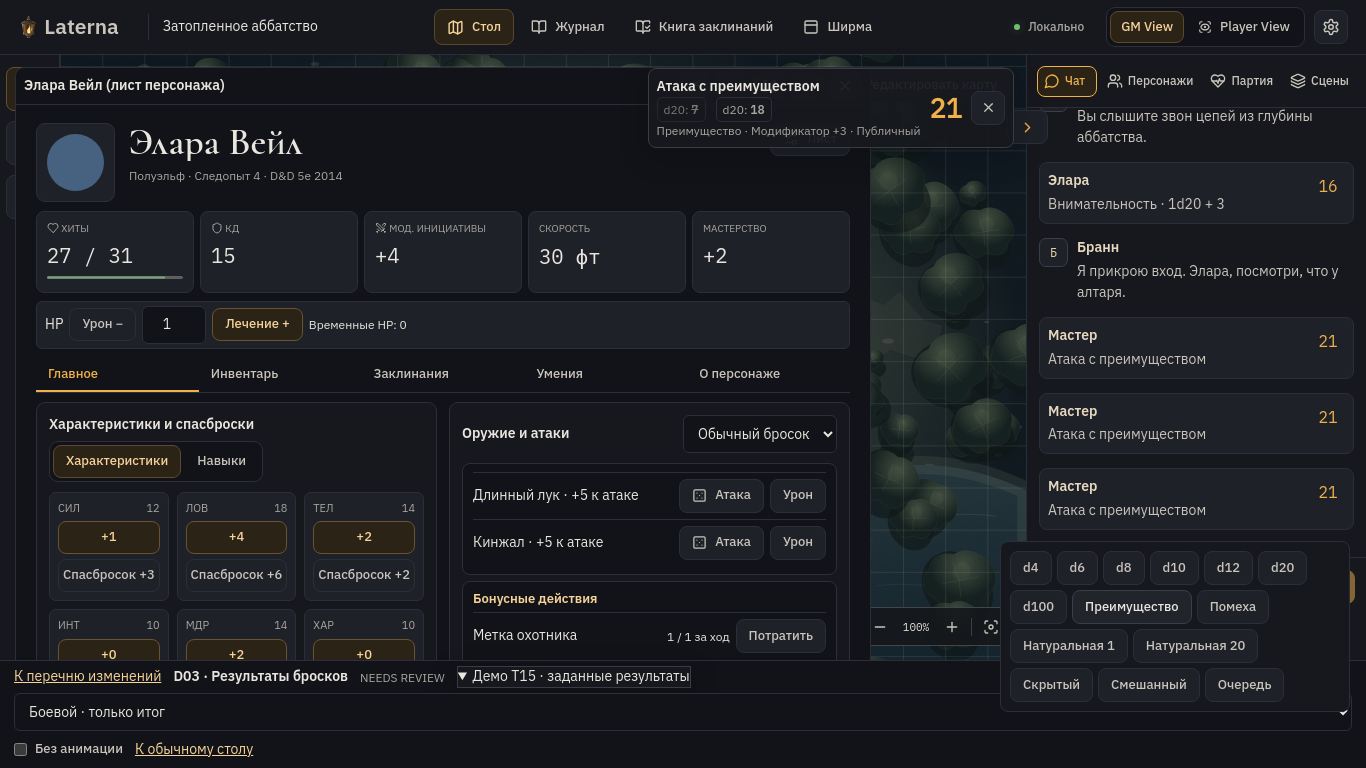 Laterna
Затопленное аббатство
Стол
Журнал
Книга заклинаний
Ширма
Локально
GM View
Player View
Элара Вейл (лист персонажа)
Атака с преимуществом
d20: 7
d20: 18
21
Преимущество · Модификатор +3 · Публичный
Редактировать карту
Чат
Персонажи
Партия
Сцены
Элара Вейл
Полуэльф · Следопыт 4 · D&D 5e 2014
ХИТЫ
27 / 31
КД
15
МОД. ИНИЦИАТИВЫ
+4
СКОРОСТЬ
30 фт
МАСТЕРСТВО
+2
HP
Урон −
1
Лечение +
Временные HP: 0
Главное
Инвентарь
Заклинания
Умения
О персонаже
Характеристики и спасброски
Характеристики
Навыки
СИЛ 12
ЛОВ 18
ТЕЛ 14
+1
+4
+2
Спасбросок +3
Спасбросок +6
Спасбросок +2
ИНТ 10
МДР 14
ХАР 10
+0
+2
+0
Оружие и атаки
Обычный бросок
Длинный лук · +5 к атаке
Атака
Урон
Кинжал · +5 к атаке
Атака
Урон
Бонусные действия
Метка охотника
1 / 1 за ход
Потратить
100%
Вы слышите звон цепей из глубины
аббатства.
Элара
16
Внимательность · 1d20 + 3
Б
Бранн
Я прикрою вход. Элара, посмотри, что у
алтаря.
Мастер
21
Атака с преимуществом
Мастер
21
Атака с преимуществом
Мастер
21
Атака с преимуществом
d4
d6
d8
d10
d12
d20
d100
Преимущество
Помеха
Натуральная 1
Натуральная 20
Скрытый
Смешанный
Очередь
К перечню изменений
D03 · Результаты бросков
NEEDS REVIEW
Демо T15 · заданные результаты
Боевой · только итог
Без анимации
К обычному столу